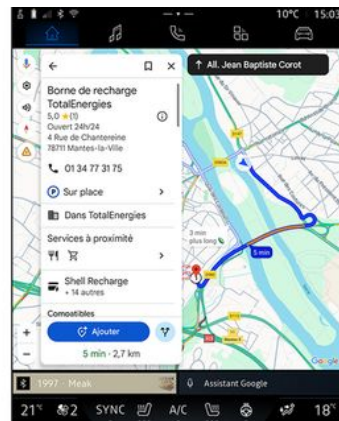 10°C 15:03
↑ All. Jean Baptiste Corot
Borne de recharge
TotalEnergies
5,0 ★(1)
Ouvert 24h/24
4 Rue de Chantereine
78711 Mantes-la-Ville
01 34 77 31 75
P Sur place
Dans TotalEnergies
Services à proximité
Shell Recharge
+ 14 autres
Compatibles
Ajouter
5 min · 2,7 km
3 min
plus long
5 min
Google
1997 - Meak
Assistant Google
21°C 2 SYNC A/C 18°C